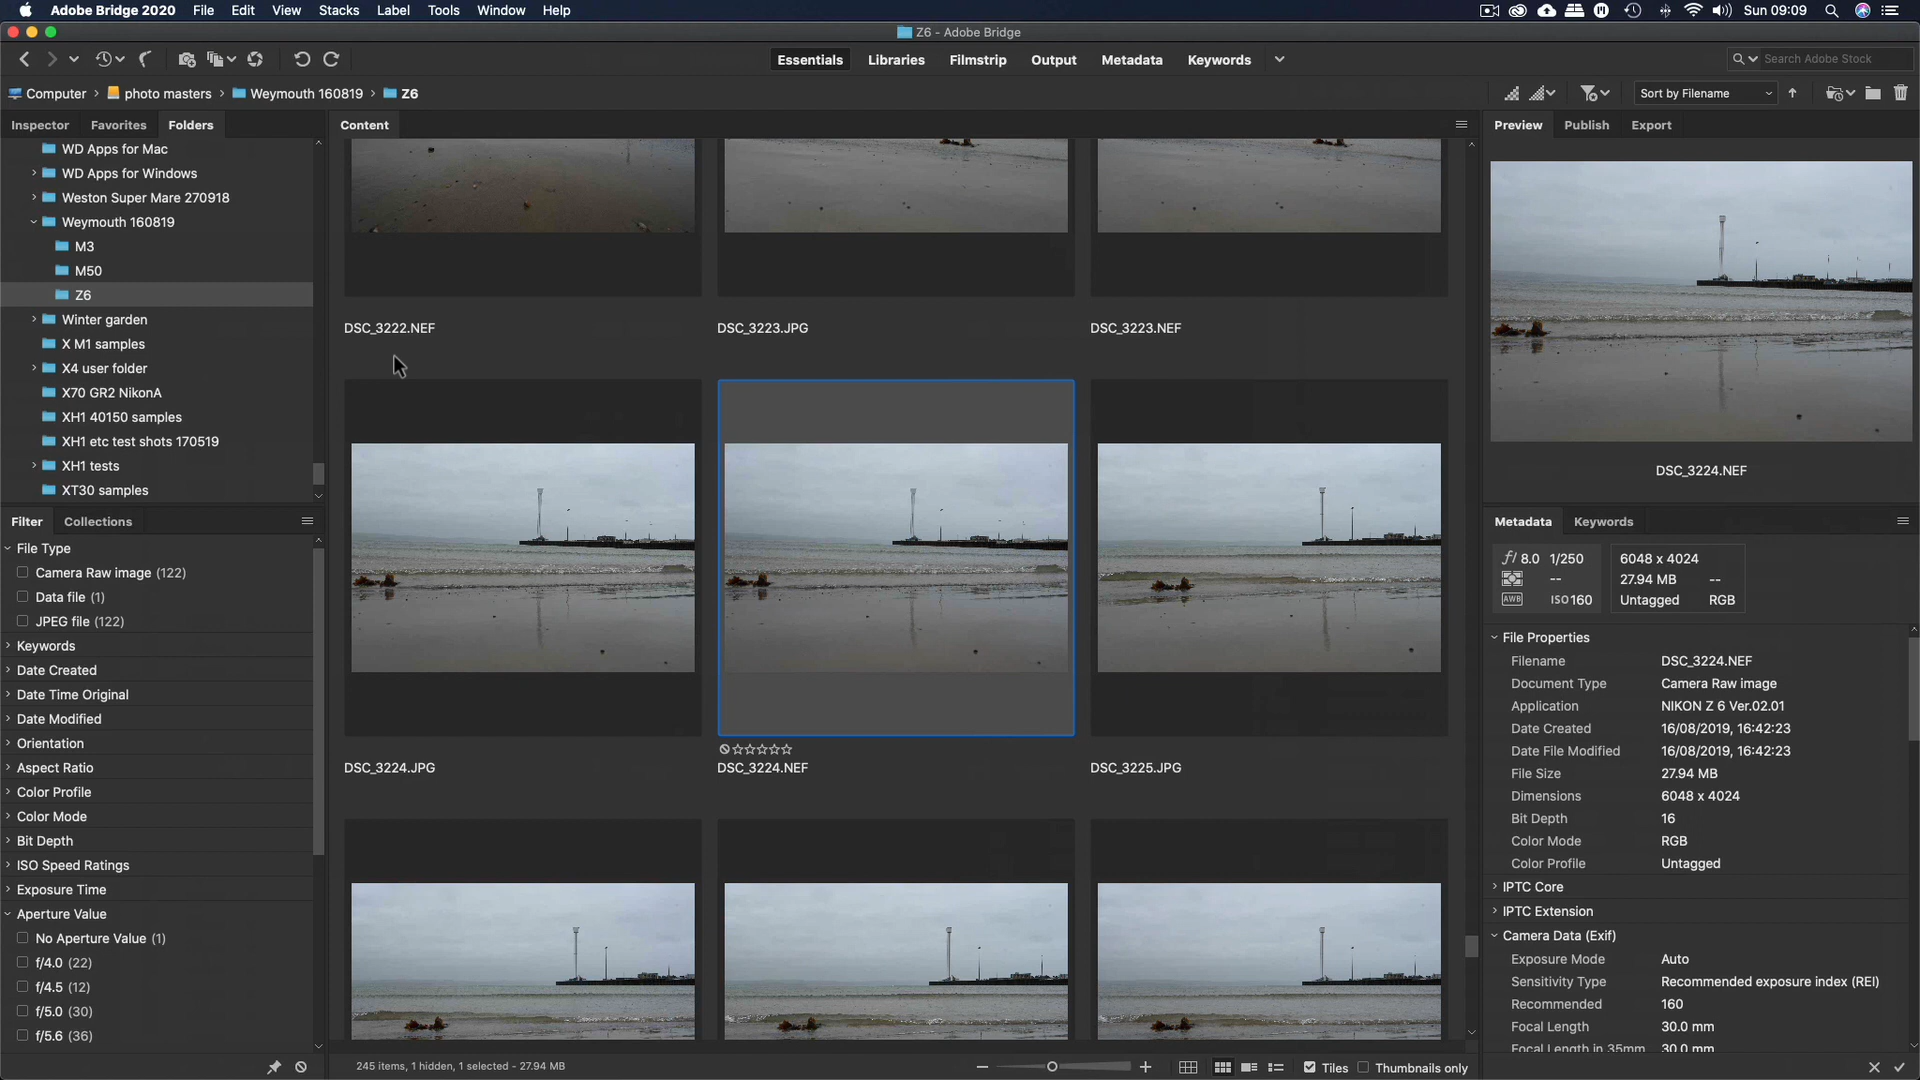 Adobe Bridge 2020 File Edit View Stacks Label Tools Window Help Sun 09:09
Z6 - Adobe Bridge
Essentials Libraries Filmstrip Output Metadata Keywords Search Adobe Stock
Computer photo masters Weymouth 160819 Z6 Sort by Filename
Inspector Favorites Folders
WD Apps for Mac
WD Apps for Windows
Weston Super Mare 270918
Weymouth 160819
M3
M50
Z6
Winter garden
X M1 samples
X4 user folder
X70 GR2 NikonA
XH1 40150 samples
XH1 etc test shots 170519
XH1 tests
XT30 samples
Filter Collections
File Type
Camera Raw image (122)
Data file (1)
JPEG file (122)
Keywords
Date Created
Date Time Original
Date Modified
Orientation
Aspect Ratio
Color Profile
Color Mode
Bit Depth
ISO Speed Ratings
Exposure Time
Aperture Value
No Aperture Value (1)
f/4.0 (22)
f/4.5 (12)
f/5.0 (30)
f/5.6 (36)
Content
DSC_3222.NEF DSC_3223.JPG DSC_3223.NEF
DSC_3224.JPG DSC_3224.NEF DSC_3225.JPG
245 items, 1 hidden, 1 selected - 27.94 MB
Tiles Thumbnails only
Preview Publish Export
DSC_3224.NEF
Metadata Keywords
f/ 8.0 1/250 6048 x 4024
-- 27.94 MB --
AWB ISO160 Untagged RGB
File Properties
Filename DSC_3224.NEF
Document Type Camera Raw image
Application NIKON Z 6 Ver.02.01
Date Created 16/08/2019, 16:42:23
Date File Modified 16/08/2019, 16:42:23
File Size 27.94 MB
Dimensions 6048 x 4024
Bit Depth 16
Color Mode RGB
Color Profile Untagged
IPTC Core
IPTC Extension
Camera Data (Exif)
Exposure Mode Auto
Sensitivity Type Recommended exposure index (REI)
Recommended 160
Focal Length 30.0 mm
Focal Length in 35mm 30.0 mm